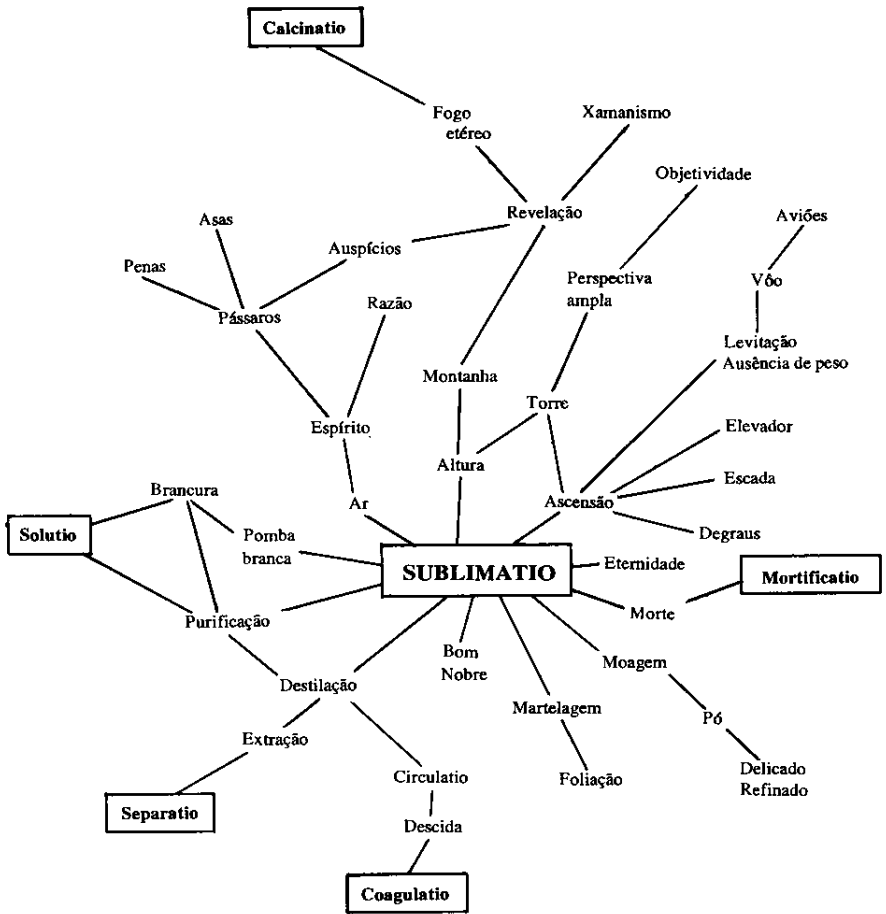 Calcinatio
Fogo
etéreo
Xamanismo
Objetividade
Asas
Revelação
Aviões
Auspícios
Penas
Perspectiva
ampla
Vôo
Pássaros
Razão
Levitação
Ausência de peso
Montanha
Torre
Espírito
Elevador
Altura
Escada
Brancura
Ar
Ascensão
Solutio
Pomba
branca
Degraus
SUBLIMATIO
Eternidade
Mortificatio
Purificação
Morte
Bom
Nobre
Moagem
Destilação
Martelagem
Pó
Extração
Circulatio
Foliação
Delicado
Refinado
Separatio
Descida
Coagulatio